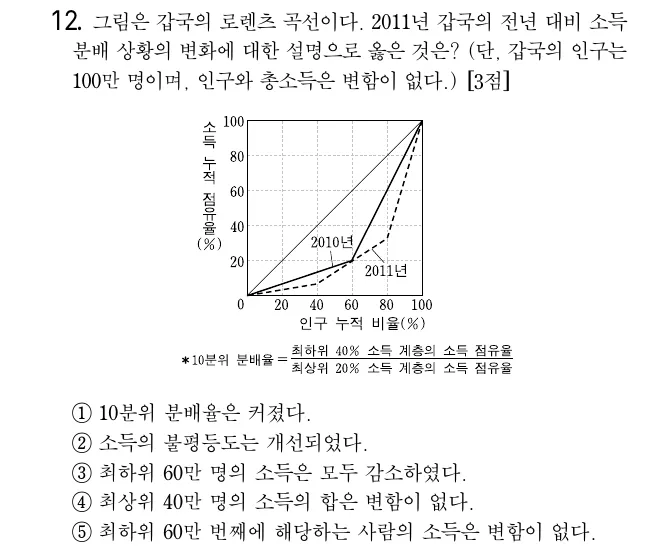 12. 그림은 갑국의 로렌츠 곡선이다. 2011년 갑국의 전년 대비 소득
분배 상황의 변화에 대한 설명으로 옳은 것은? (단, 갑국의 인구는
100만 명이며, 인구와 총소득은 변함이 없다.) [3점]
소득 누적 점유율(%)
100
80
60
40
20
2010년
2011년
0 20 40 60 80 100
인구 누적 비율(%)
*10분위 분배율 = 최하위 40% 소득 계층의 소득 점유율
최상위 20% 소득 계층의 소득 점유율
① 10분위 분배율은 커졌다.
② 소득의 불평등도는 개선되었다.
③ 최하위 60만 명의 소득은 모두 감소하였다.
④ 최상위 40만 명의 소득의 합은 변함이 없다.
⑤ 최하위 60만 번째에 해당하는 사람의 소득은 변함이 없다.